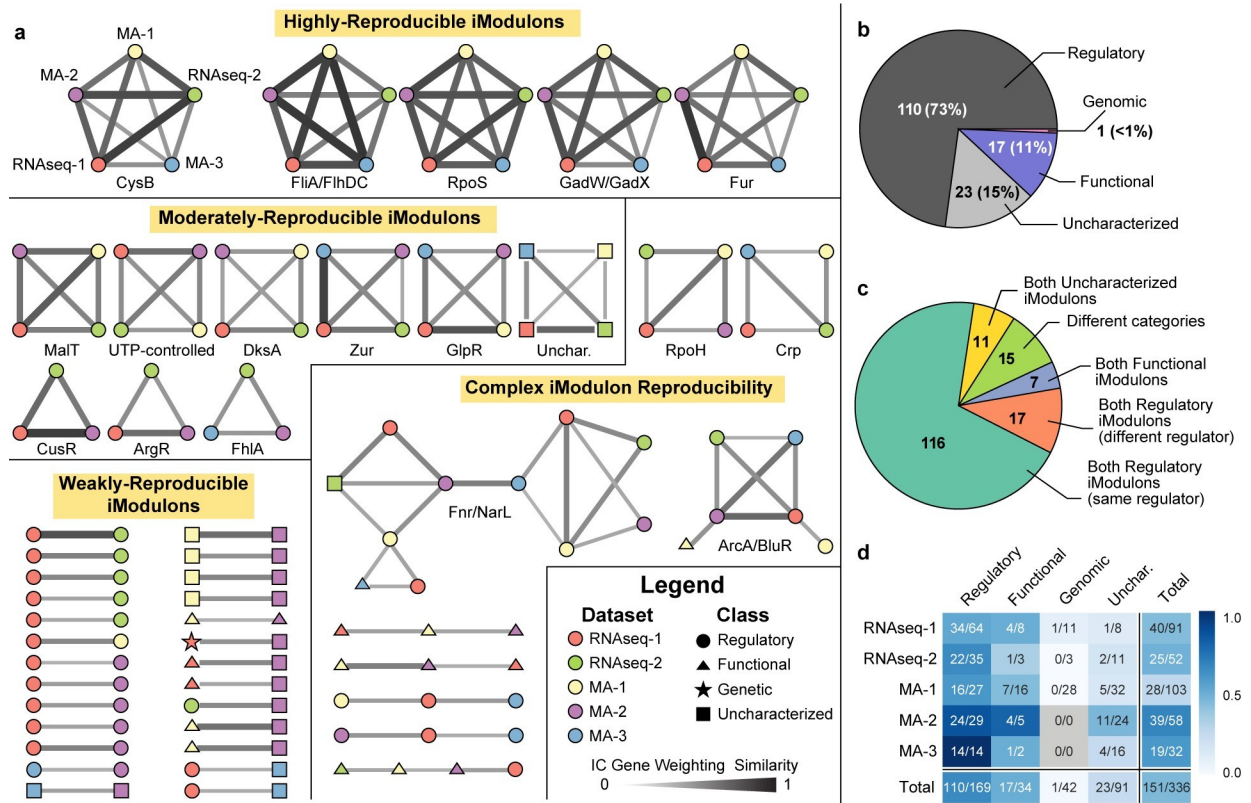 a
Highly-Reproducible iModulons
MA-1
MA-2
RNAseq-2
RNAseq-1
MA-3
CysB
FliA/FlhDC
RpoS
GadW/GadX
Fur
Moderately-Reproducible iModulons
MalT
UTP-controlled
DksA
Zur
GlpR
Unchar.
RpoH
Crp
CusR
ArgR
FhlA
Complex iModulon Reproducibility
Fnr/NarL
ArcA/BluR
Weakly-Reproducible
iModulons
Legend
Dataset
Class
RNAseq-1
Regulatory
RNAseq-2
Functional
MA-1
Genetic
MA-2
Uncharacterized
MA-3
IC Gene Weighting Similarity
0
1
b
Regulatory
110 (73%)
Genomic
1 (<1%)
17 (11%)
Functional
23 (15%)
Uncharacterized
c
Both Uncharacterized
iModulons
11
Different categories
15
Both Functional
iModulons
7
Both Regulatory
iModulons
(different regulator)
17
116
Both Regulatory
iModulons
(same regulator)
d
Regulatory
Functional
Genomic
Unchar.
Total
RNAseq-1 34/64 4/8 1/11 1/8 40/91
RNAseq-2 22/35 1/3 0/3 2/11 25/52
MA-1 16/27 7/16 0/28 5/32 28/103
MA-2 24/29 4/5 0/0 11/24 39/58
MA-3 14/14 1/2 0/0 4/16 19/32
Total 110/169 17/34 1/42 23/91 151/336
1.0
0.5
0.0